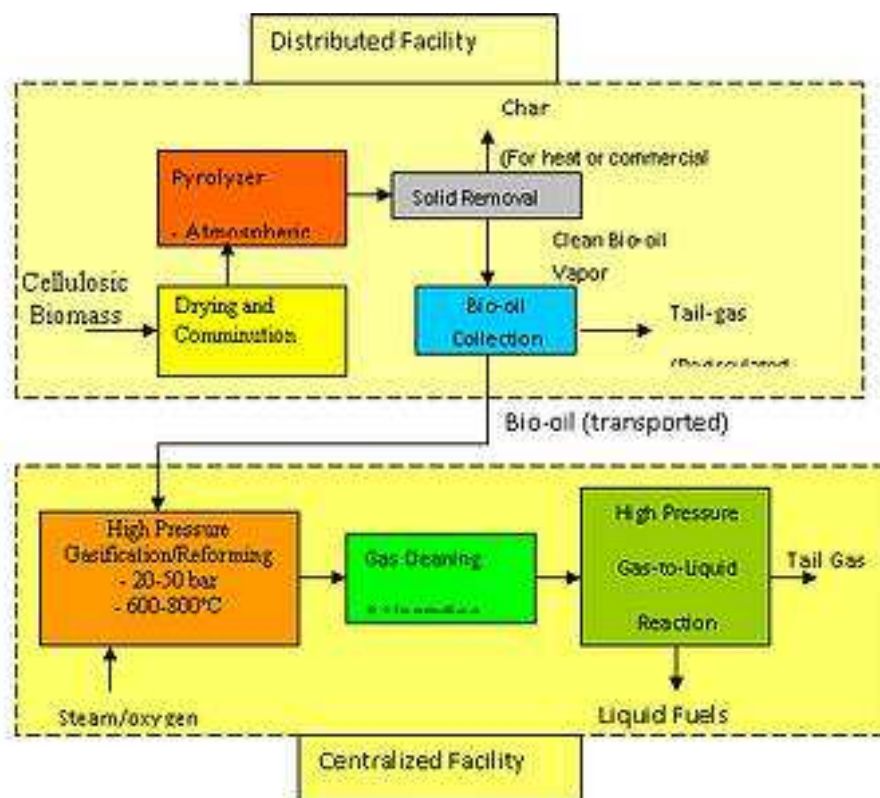 Distributed Facility
Char
(For heat or commercial
Pyrolyzer
- Atmospheric
Solid Removal
Clean Bio-oil
Vapor
Cellulosic
Biomass
Drying and
Comminution
Bio-oil
Collection
Tail-gas
Bio-oil (transported)
High Pressure
Gasification/Reforming
- 20-50 bar
- 600-800°C
Gas Cleaning
High Pressure
Gas-to-Liquid
Reaction
Tail Gas
Steam/oxygen
Liquid Fuels
Centralized Facility